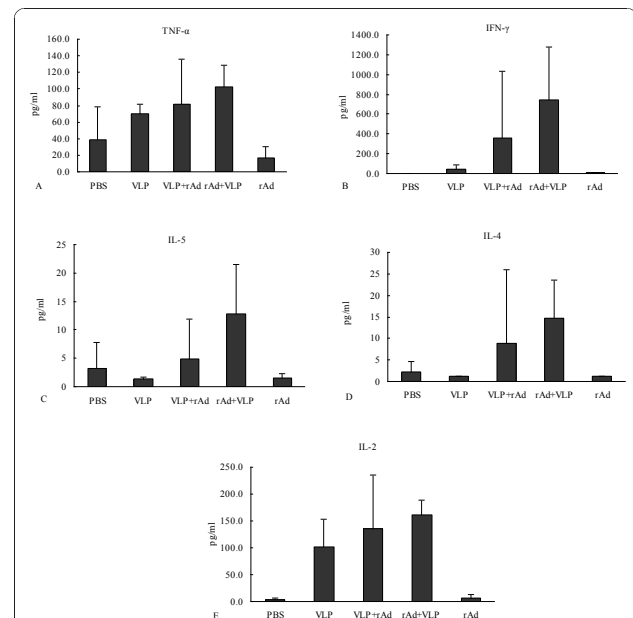 TNF-α
160.0
140.0
120.0
100.0
80.0
60.0
40.0
20.0
0.0
pg/ml
A
PBS VLP VLP+rAd rAd+VLP rAd
IFN-γ
1400.0
1200.0
1000.0
800.0
600.0
400.0
200.0
0.0
pg/ml
B
PBS VLP VLP+rAd rAd+VLP rAd
IL-5
25
20
15
10
5
0
pg/ml
C
PBS VLP VLP+rAd rAd+VLP rAd
IL-4
30
25
20
15
10
5
0
pg/ml
D
PBS VLP VLP+rAd rAd+VLP rAd
IL-2
250.0
200.0
150.0
100.0
50.0
0.0
pg/ml
E
PBS VLP VLP+rAd rAd+VLP rAd